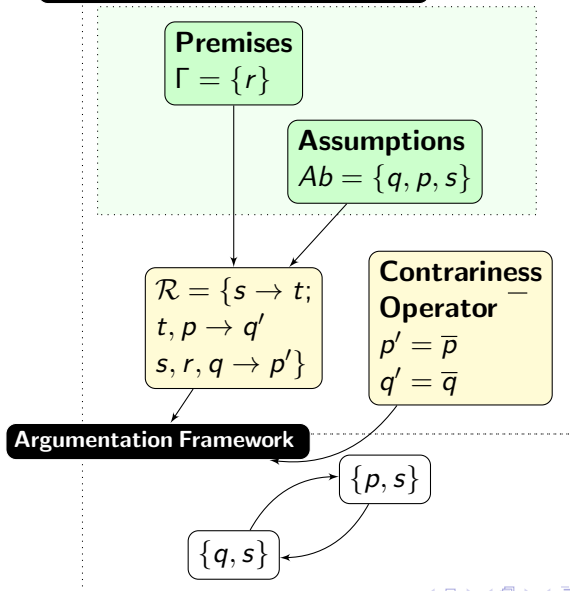 Premises
Γ = {r}
Assumptions
Ab = {q, p, s}
ℛ = {s → t;
t, p → q′
s, r, q → p′}
Contrariness
Operator ‾
p′ = p̅
q′ = q̅
Argumentation Framework
{p, s}
{q, s}